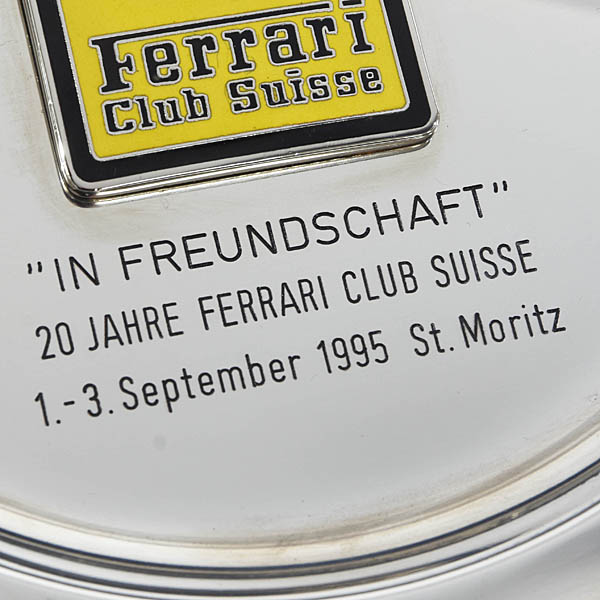 Ferrari
Club Suisse
"IN FREUNDSCHAFT"
20 JAHRE FERRARI CLUB SUISSE
1.-3. September 1995 St. Moritz